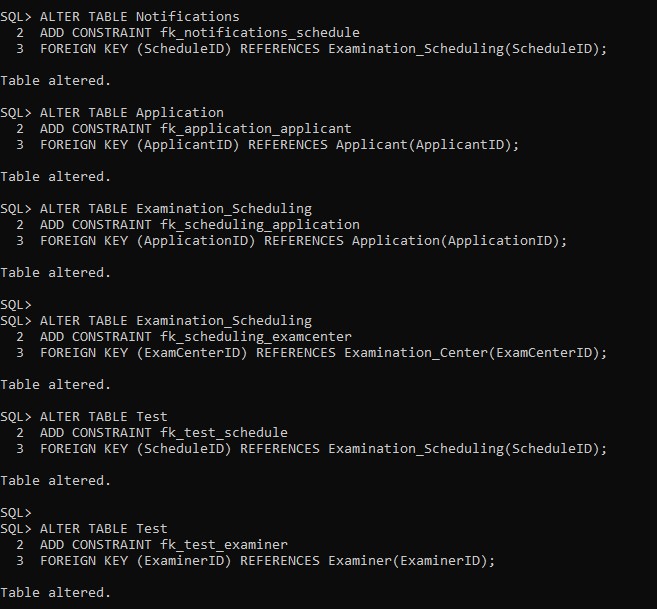 SQL> ALTER TABLE Notifications
  2  ADD CONSTRAINT fk_notifications_schedule
  3  FOREIGN KEY (ScheduleID) REFERENCES Examination_Scheduling(ScheduleID);
Table altered.
SQL> ALTER TABLE Application
  2  ADD CONSTRAINT fk_application_applicant
  3  FOREIGN KEY (ApplicantID) REFERENCES Applicant(ApplicantID);
Table altered.
SQL> ALTER TABLE Examination_Scheduling
  2  ADD CONSTRAINT fk_scheduling_application
  3  FOREIGN KEY (ApplicationID) REFERENCES Application(ApplicationID);
Table altered.
SQL>
SQL> ALTER TABLE Examination_Scheduling
  2  ADD CONSTRAINT fk_scheduling_examcenter
  3  FOREIGN KEY (ExamCenterID) REFERENCES Examination_Center(ExamCenterID);
Table altered.
SQL> ALTER TABLE Test
  2  ADD CONSTRAINT fk_test_schedule
  3  FOREIGN KEY (ScheduleID) REFERENCES Examination_Scheduling(ScheduleID);
Table altered.
SQL>
SQL> ALTER TABLE Test
  2  ADD CONSTRAINT fk_test_examiner
  3  FOREIGN KEY (ExaminerID) REFERENCES Examiner(ExaminerID);
Table altered.